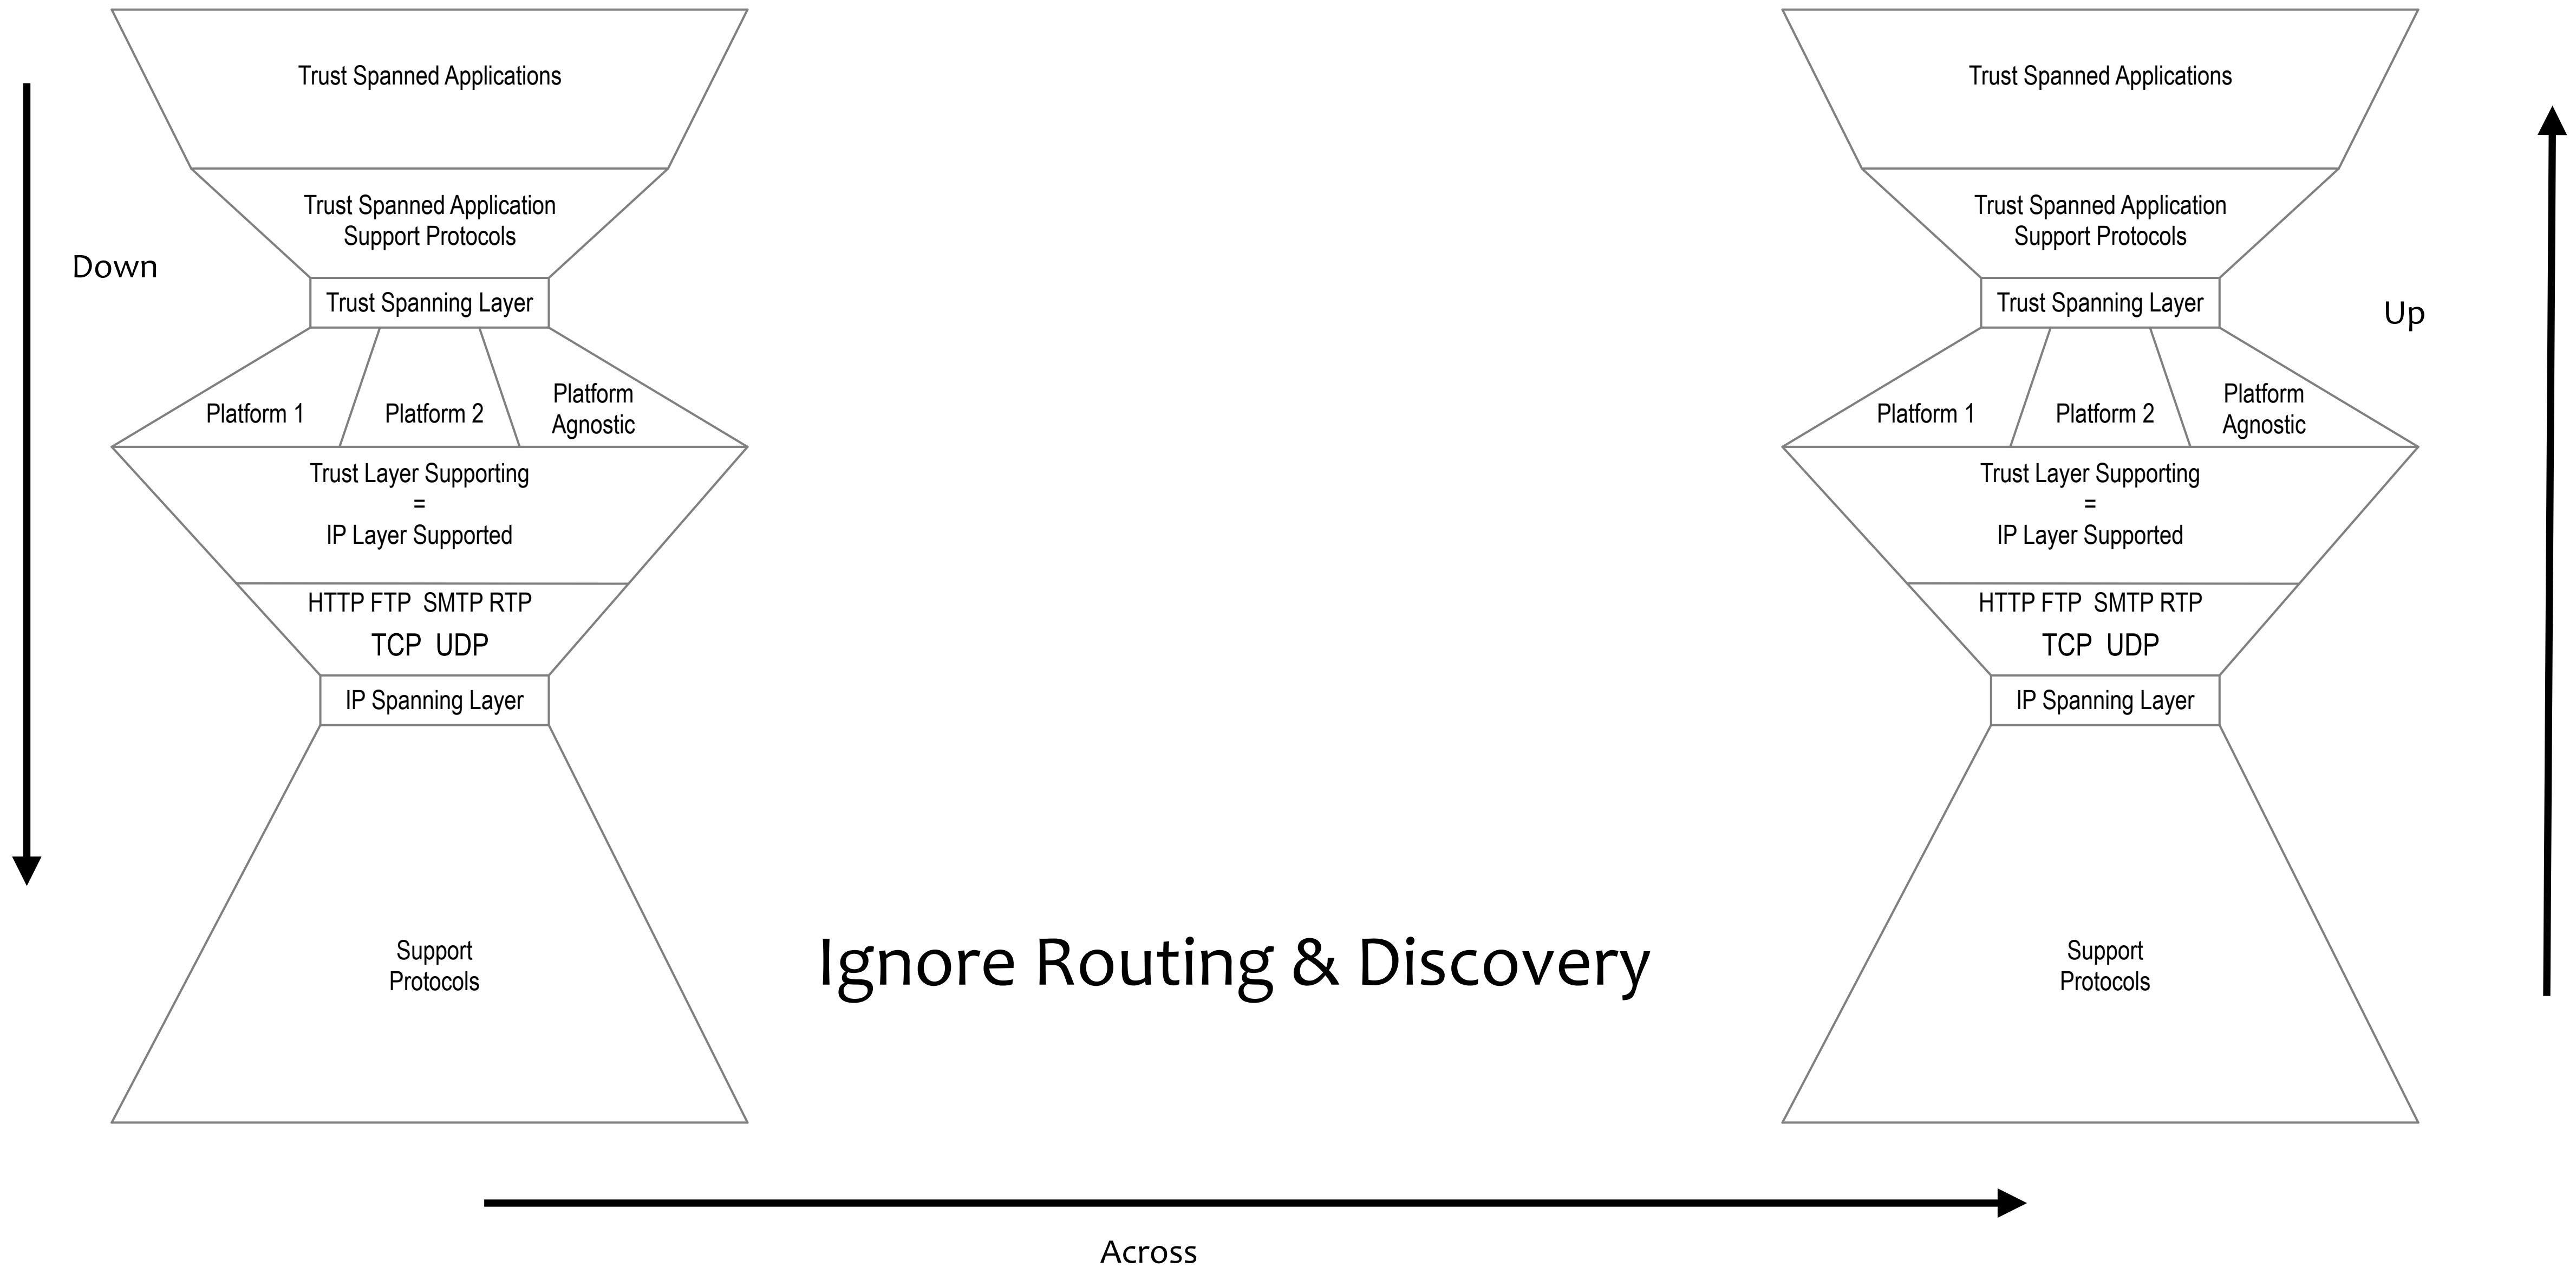 Trust Spanned Applications
Trust Spanned Application
Support Protocols
Down
Trust Spanning Layer
Platform 1
Platform 2
Platform
Agnostic
Trust Layer Supporting
=
IP Layer Supported
HTTP FTP SMTP RTP
TCP UDP
IP Spanning Layer
Support
Protocols
Ignore Routing & Discovery
Trust Spanned Applications
Trust Spanned Application
Support Protocols
Trust Spanning Layer
Up
Platform 1
Platform 2
Platform
Agnostic
Trust Layer Supporting
=
IP Layer Supported
HTTP FTP SMTP RTP
TCP UDP
IP Spanning Layer
Support
Protocols
Across